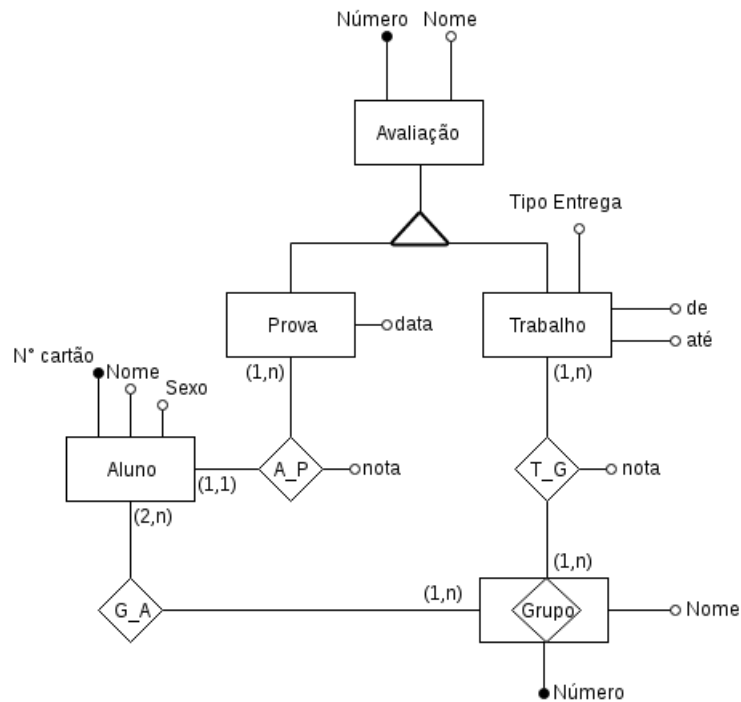 Número Nome
Avaliação
Tipo Entrega
Prova
data
Trabalho
de
até
N° cartão
Nome
Sexo
(1,n)
(1,n)
Aluno
(1,1)
A_P
nota
T_G
nota
(2,n)
(1,n)
(1,n)
G_A
Grupo
Nome
Número